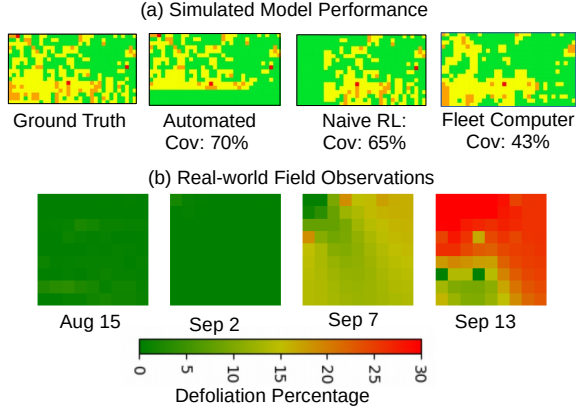 (a) Simulated Model Performance
Ground Truth
Automated
Cov: 70%
Naive RL:
Cov: 65%
Fleet Computer
Cov: 43%
(b) Real-world Field Observations
Aug 15
Sep 2
Sep 7
Sep 13
0
5
10
15
20
25
30
Defoliation Percentage